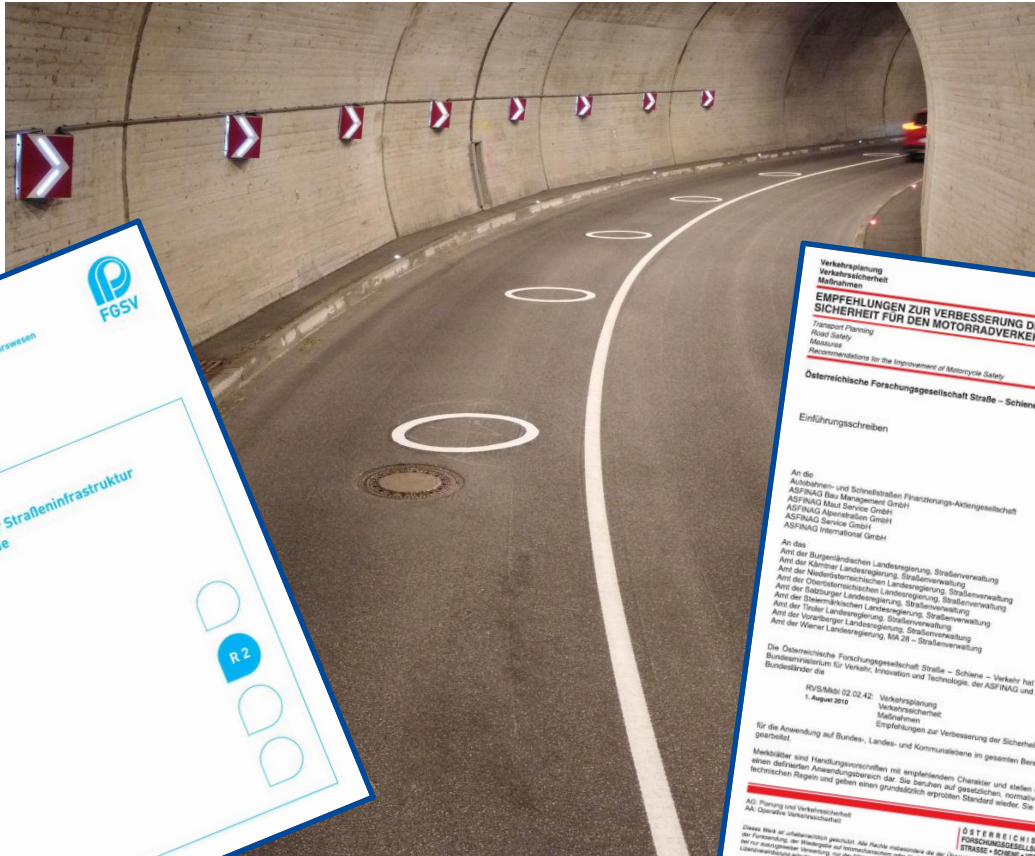 FGSV
Straßeninfrastruktur
R 2
Verkehrsplanung
Verkehrssicherheit
Maßnahmen
EMPFEHLUNGEN ZUR VERBESSERUNG
SICHERHEIT FÜR DEN
Transport Planning
Road Safety
Measures
Recommendations for the Improvement of Motorcycle Safety
Österreichische Forschungsgesellschaft Straße – Schiene
Einführungsschreiben
An die
Autobahnen- und Schnellstraßen Finanzierungs-Aktiengesellschaft
ASFINAG Bau Management GmbH
ASFINAG Maut Service GmbH
ASFINAG Alpenstraßen GmbH
ASFINAG Service GmbH
ASFINAG International GmbH
An das
Amt der Burgenländischen Landesregierung, Straßenverwaltung
Amt der Kärntner Landesregierung, Straßenverwaltung
Amt der Niederösterreichischen Landesregierung, Straßenverwaltung
Amt der Oberösterreichischen Landesregierung, Straßenverwaltung
Amt der Salzburger Landesregierung, Straßenverwaltung
Amt der Steiermärkischen Landesregierung, Straßenverwaltung
Amt der Tiroler Landesregierung, Straßenverwaltung
Amt der Vorarlberger Landesregierung, Straßenverwaltung
Amt der Wiener Landesregierung, MA 28 – Straßenverwaltung
Die Österreichische Forschungsgesellschaft Straße – Schiene – Verkehr hat
Bundesministerium für Verkehr, Innovation und Technologie, der ASFINAG und
Bundesländer die
RVS/Mkbl 02.02.42: Verkehrsplanung
1. August 2010 Verkehrssicherheit
Maßnahmen
Empfehlungen zur Verbesserung der
für die Anwendung auf Bundes-, Landes- und Kommunalebene im gesamten
gearbeitet.
Merkblätter sind Handlungsvorschriften mit empfehlendem Charakter und stellen
einen definierten Anwendungsbereich dar. Sie beruhen auf gesetzlichen,
technischen Regeln und geben einen grundsätzlich erprobten Standard wieder. Sie
AG: Planung und Verkehrssicherheit
AA: Operative Verkehrssicherheit